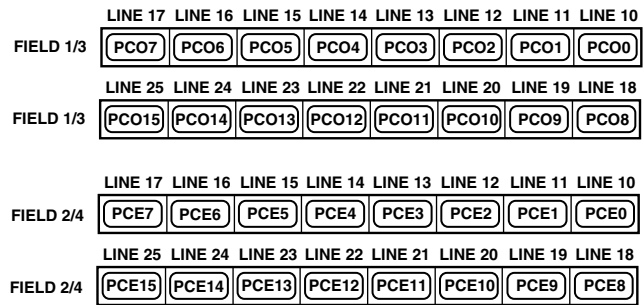 LINE 17 LINE 16 LINE 15 LINE 14 LINE 13 LINE 12 LINE 11 LINE 10
FIELD 1/3 PCO7 PCO6 PCO5 PCO4 PCO3 PCO2 PCO1 PCO0
LINE 25 LINE 24 LINE 23 LINE 22 LINE 21 LINE 20 LINE 19 LINE 18
FIELD 1/3 PCO15 PCO14 PCO13 PCO12 PCO11 PCO10 PCO9 PCO8
LINE 17 LINE 16 LINE 15 LINE 14 LINE 13 LINE 12 LINE 11 LINE 10
FIELD 2/4 PCE7 PCE6 PCE5 PCE4 PCE3 PCE2 PCE1 PCE0
LINE 25 LINE 24 LINE 23 LINE 22 LINE 21 LINE 20 LINE 19 LINE 18
FIELD 2/4 PCE15 PCE14 PCE13 PCE12 PCE11 PCE10 PCE9 PCE8